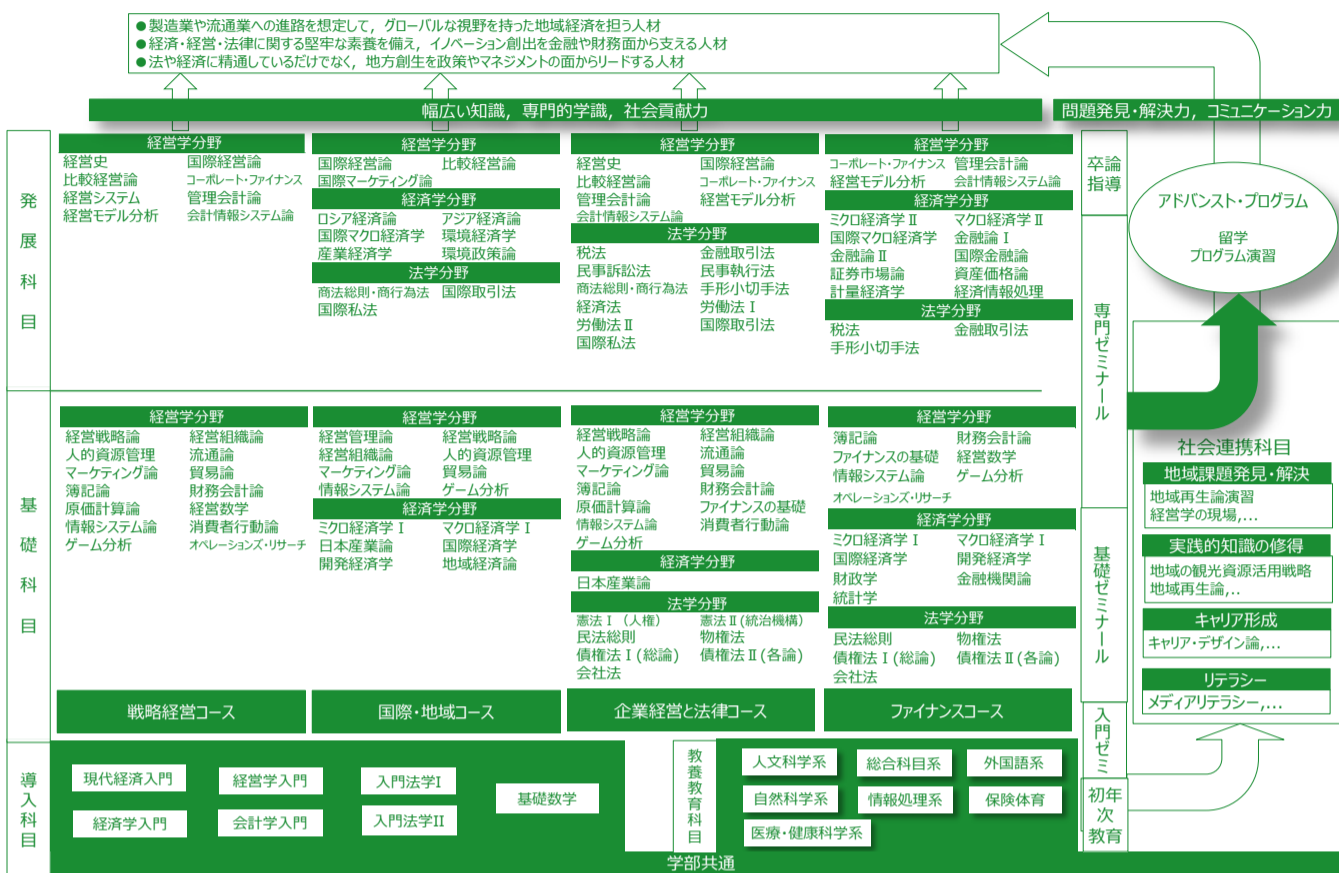 ●製造業や流通業への進路を想定して，グローバルな視野を持った地域経済を担う人材
●経済・経営・法律に関する堅牢な素養を備え，イノベーション創出を金融や財務面から支える人材
●法や経済に精通しているだけでなく，地方創生を政策やマネジメントの面からリードする人材
幅広い知識，専門的学識，社会貢献力
問題発見・解決力，コミュニケーション力
発展科目
経営学分野
経営史 国際経営論
比較経営論 コーポレート・ファイナンス
経営システム 管理会計論
経営モデル分析 会計情報システム論
経営学分野
国際経営論 比較経営論
国際マーケティング論
経済学分野
ロシア経済論 アジア経済論
国際マクロ経済学 環境経済学
産業経済学 環境政策論
法学分野
商法総則・商行為法 国際取引法
国際私法
経営学分野
経営史 国際経営論
比較経営論 コーポレート・ファイナンス
管理会計論 経営モデル分析
会計情報システム論
法学分野
税法 金融取引法
民事訴訟法 民事執行法
商法総則・商行為法 手形小切手法
経済法 労働法Ⅰ
労働法Ⅱ 国際取引法
国際私法
経営学分野
コーポレート・ファイナンス 管理会計論
経営モデル分析 会計情報システム論
経済学分野
ミクロ経済学Ⅱ マクロ経済学Ⅱ
国際マクロ経済学 金融論Ⅰ
金融論Ⅱ 国際金融論
証券市場論 資産価格論
計量経済学 経済情報処理
法学分野
税法 金融取引法
手形小切手法
基礎科目
経営学分野
経営戦略論 経営組織論
人的資源管理 流通論
マーケティング論 貿易論
簿記論 財務会計論
原価計算論 経営数学
情報システム論 消費者行動論
ゲーム分析 オペレーションズ・リサーチ
経営学分野
経営管理論 経営戦略論
経営組織論 人的資源管理
マーケティング論 貿易論
情報システム論 ゲーム分析
経済学分野
ミクロ経済学Ⅰ マクロ経済学Ⅰ
日本産業論 国際経済学
開発経済学 地域経済論
経営学分野
経営戦略論 経営組織論
人的資源管理 流通論
マーケティング論 貿易論
簿記論 財務会計論
原価計算論 ファイナンスの基礎
情報システム論 消費者行動論
ゲーム分析
経済学分野
日本産業論
法学分野
憲法Ⅰ（人権） 憲法Ⅱ(統治機構)
民法総則 物権法
債権法Ⅰ(総論) 債権法Ⅱ(各論)
会社法
経営学分野
簿記論 財務会計論
ファイナンスの基礎 経営数学
情報システム論 ゲーム分析
オペレーションズ・リサーチ
経済学分野
ミクロ経済学Ⅰ マクロ経済学Ⅰ
国際経済学 開発経済学
財政学 金融機関論
統計学
法学分野
民法総則 物権法
債権法Ⅰ(総論) 債権法Ⅱ(各論)
会社法
戦略経営コース
国際・地域コース
企業経営と法律コース
ファイナンスコース
卒論
指導
専門ゼミナール
基礎ゼミナール
入門ゼミ
初年
次
教育
アドバンスト・プログラム
留学
プログラム演習
社会連携科目
地域課題発見・解決
地域再生論演習
経営学の現場,...
実践的知識の修得
地域の観光資源活用戦略
地域再生論,..
キャリア形成
キャリア・デザイン論,...
リテラシー
メディアリテラシー,...
導入科目
現代経済入門 経営学入門 入門法学I
経済学入門 会計学入門 入門法学II
基礎数学
教養教育科目
人文科学系 総合科目系 外国語系
自然科学系 情報処理系 保険体育
医療・健康科学系
学部共通